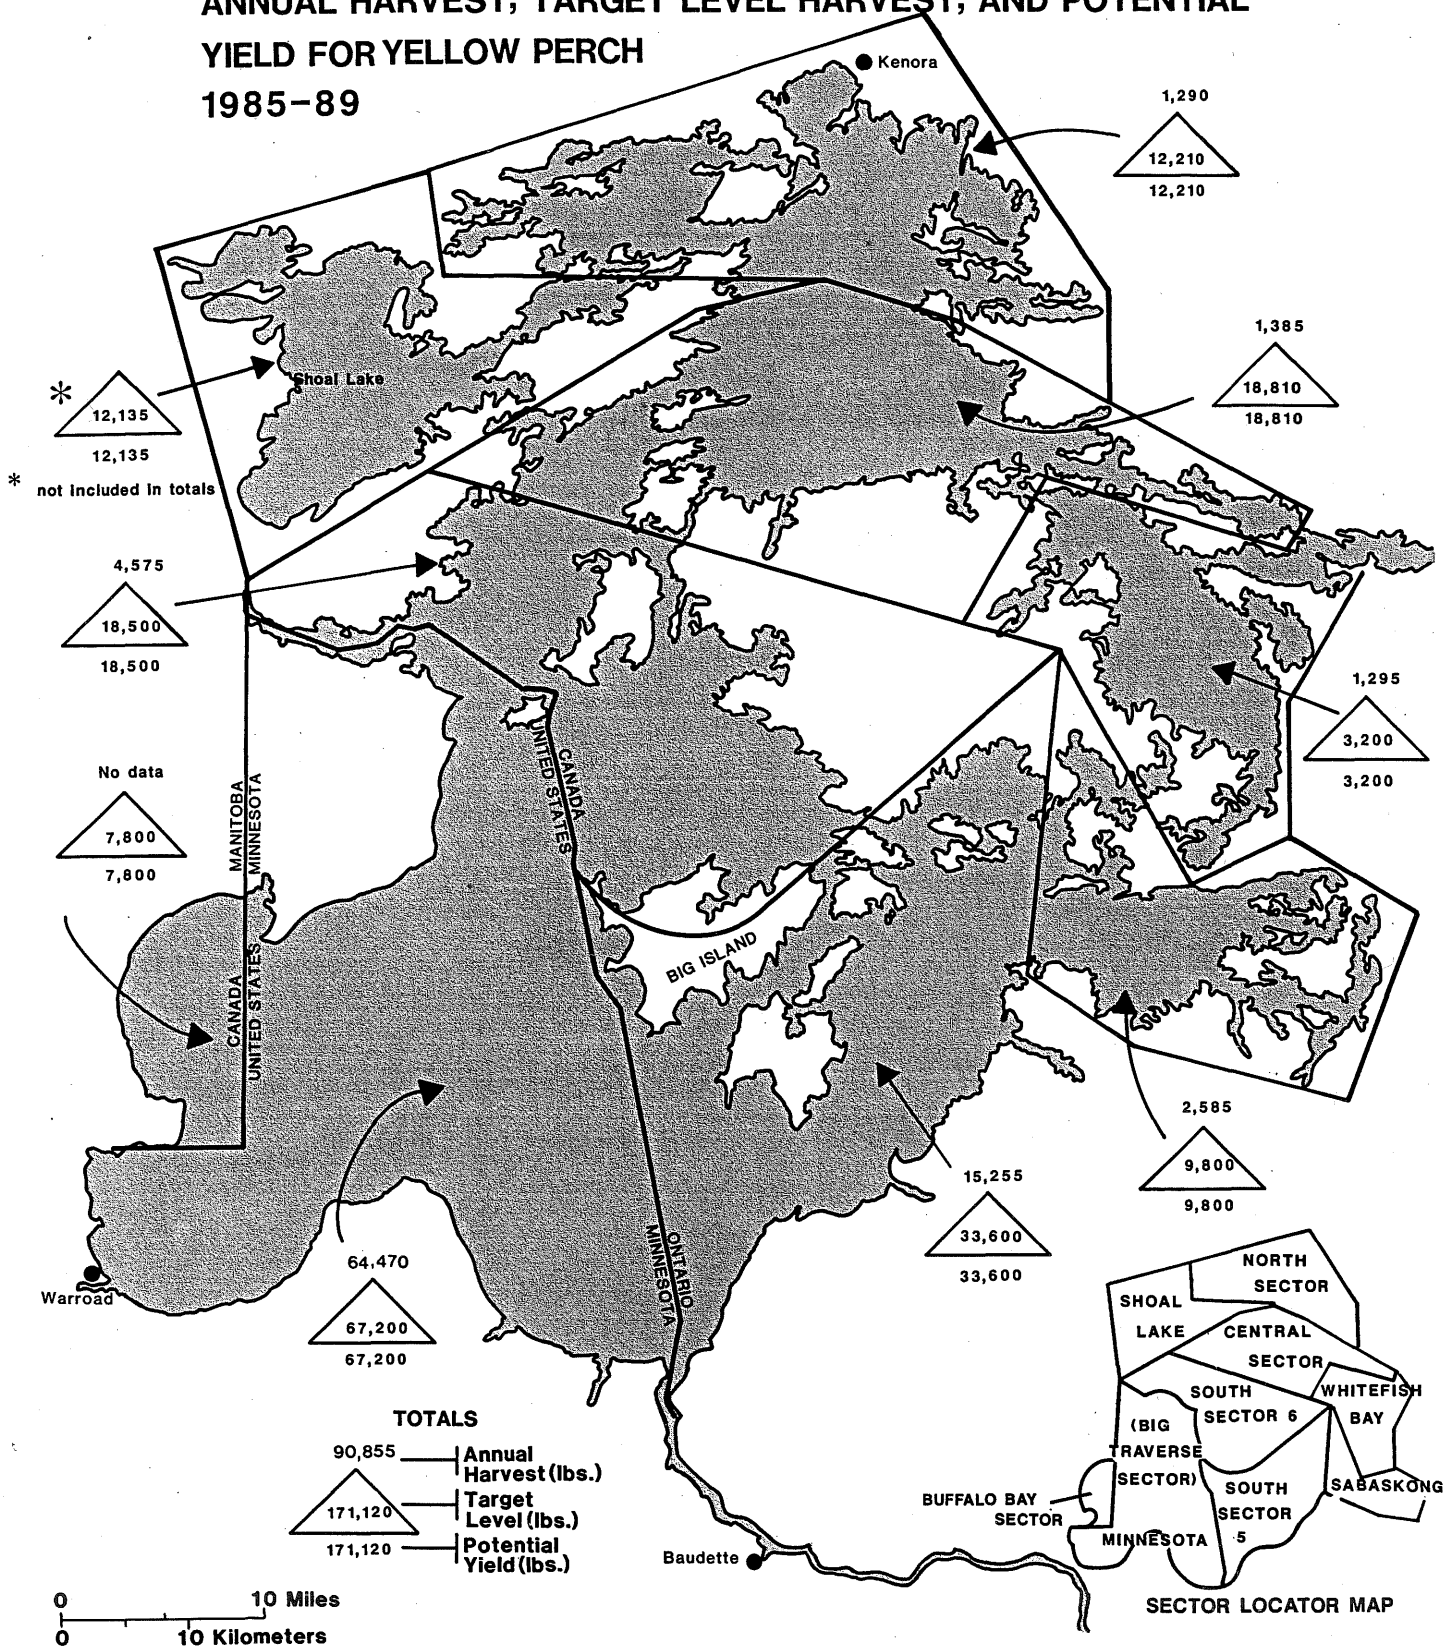 ANNUAL HARVEST, TARGET LEVEL HARVEST, AND POTENTIAL
YIELD FOR YELLOW PERCH
1985-89
Kenora
1,290
12,210
12,210
1,385
18,810
18,810
Shoal Lake
*
12,135
12,135
* not included in totals
4,575
18,500
18,500
1,295
3,200
3,200
No data
7,800
7,800
MANITOBA
MINNESOTA
CANADA
UNITED STATES
CANADA
UNITED STATES
BIG ISLAND
2,585
9,800
9,800
15,255
33,600
33,600
ONTARIO
MINNESOTA
64,470
67,200
67,200
Warroad
Baudette
TOTALS
90,855
Annual
Harvest (lbs.)
171,120
Target
Level (lbs.)
171,120
Potential
Yield (lbs.)
0 10 Miles
0 10 Kilometers
NORTH
SECTOR
SHOAL
LAKE
CENTRAL
SECTOR
SOUTH
SECTOR 6
WHITEFISH
BAY
(BIG
TRAVERSE
SECTOR)
SOUTH
SECTOR
5
SABASKONG
BUFFALO BAY
SECTOR
MINNESOTA
SECTOR LOCATOR MAP